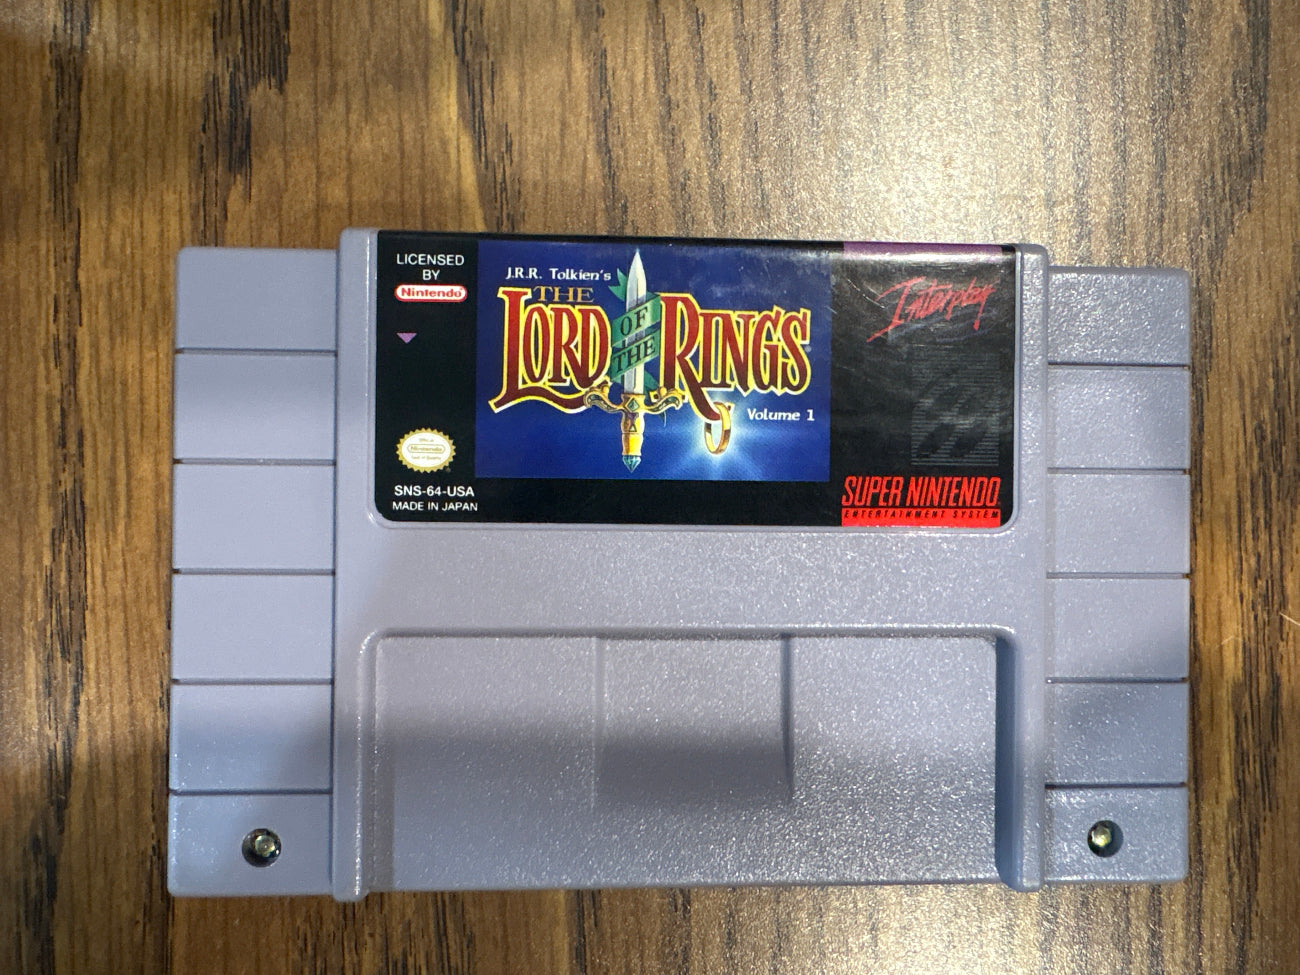 LICENSED
BY
Nintendo
Nintendo
SNS-64-USA
MADE IN JAPAN
J.R.R. Tolkien's
THE
LORD OF THE RINGS
Volume 1
Interplay
SUPER NINTENDO
ENTERTAINMENT SYSTEM